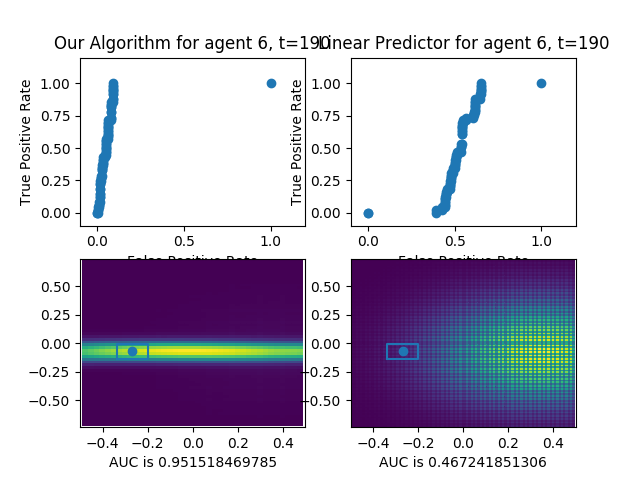 Our Algorithm for agent 6, t=190
Linear Predictor for agent 6, t=190
True Positive Rate
1.00
0.75
0.50
0.25
0.00
0.0 0.5 1.0
False Positive Rate
True Positive Rate
1.00
0.75
0.50
0.25
0.00
0.0 0.5 1.0
False Positive Rate
0.50
0.25
0.00
−0.25
−0.50
−0.4 −0.2 0.0 0.2 0.4
AUC is 0.951518469785
0.50
0.25
0.00
−0.25
−0.50
−0.4 −0.2 0.0 0.2 0.4
AUC is 0.467241851306